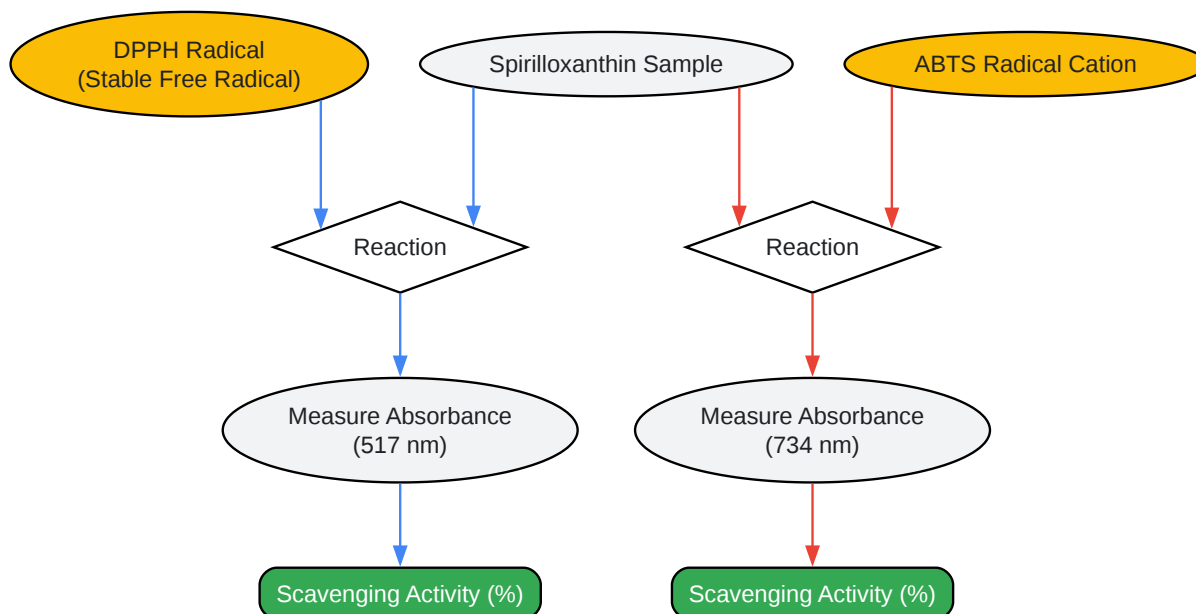 DPPH Radical
(Stable Free Radical)
Spirilloxanthin Sample
ABTS Radical Cation
Reaction
Reaction
Measure Absorbance
(517 nm)
Measure Absorbance
(734 nm)
Scavenging Activity (%)
Scavenging Activity (%)